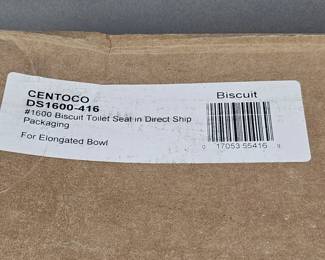 CENTOCO
DS1600-416
#1600 Biscuit Toilet Seat in Direct Ship
Packaging
For Elongated Bowl
Biscuit
0 17053 55416 8